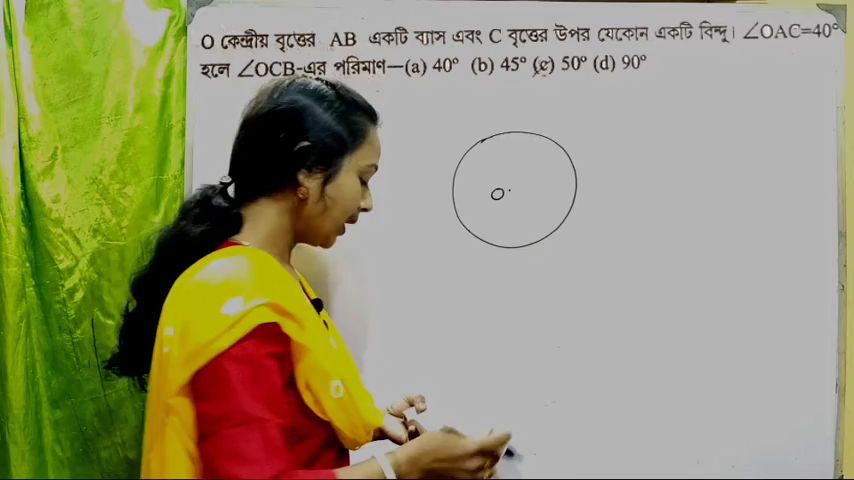 O কেন্দ্রীয় বৃত্তের AB একটি ব্যাস এবং C বৃত্তের উপর যেকোন একটি বিন্দু। ∠OAC=40°
হলে ∠OCB-এর পরিমাণ—(a) 40° (b) 45° (c) 50° (d) 90°
O